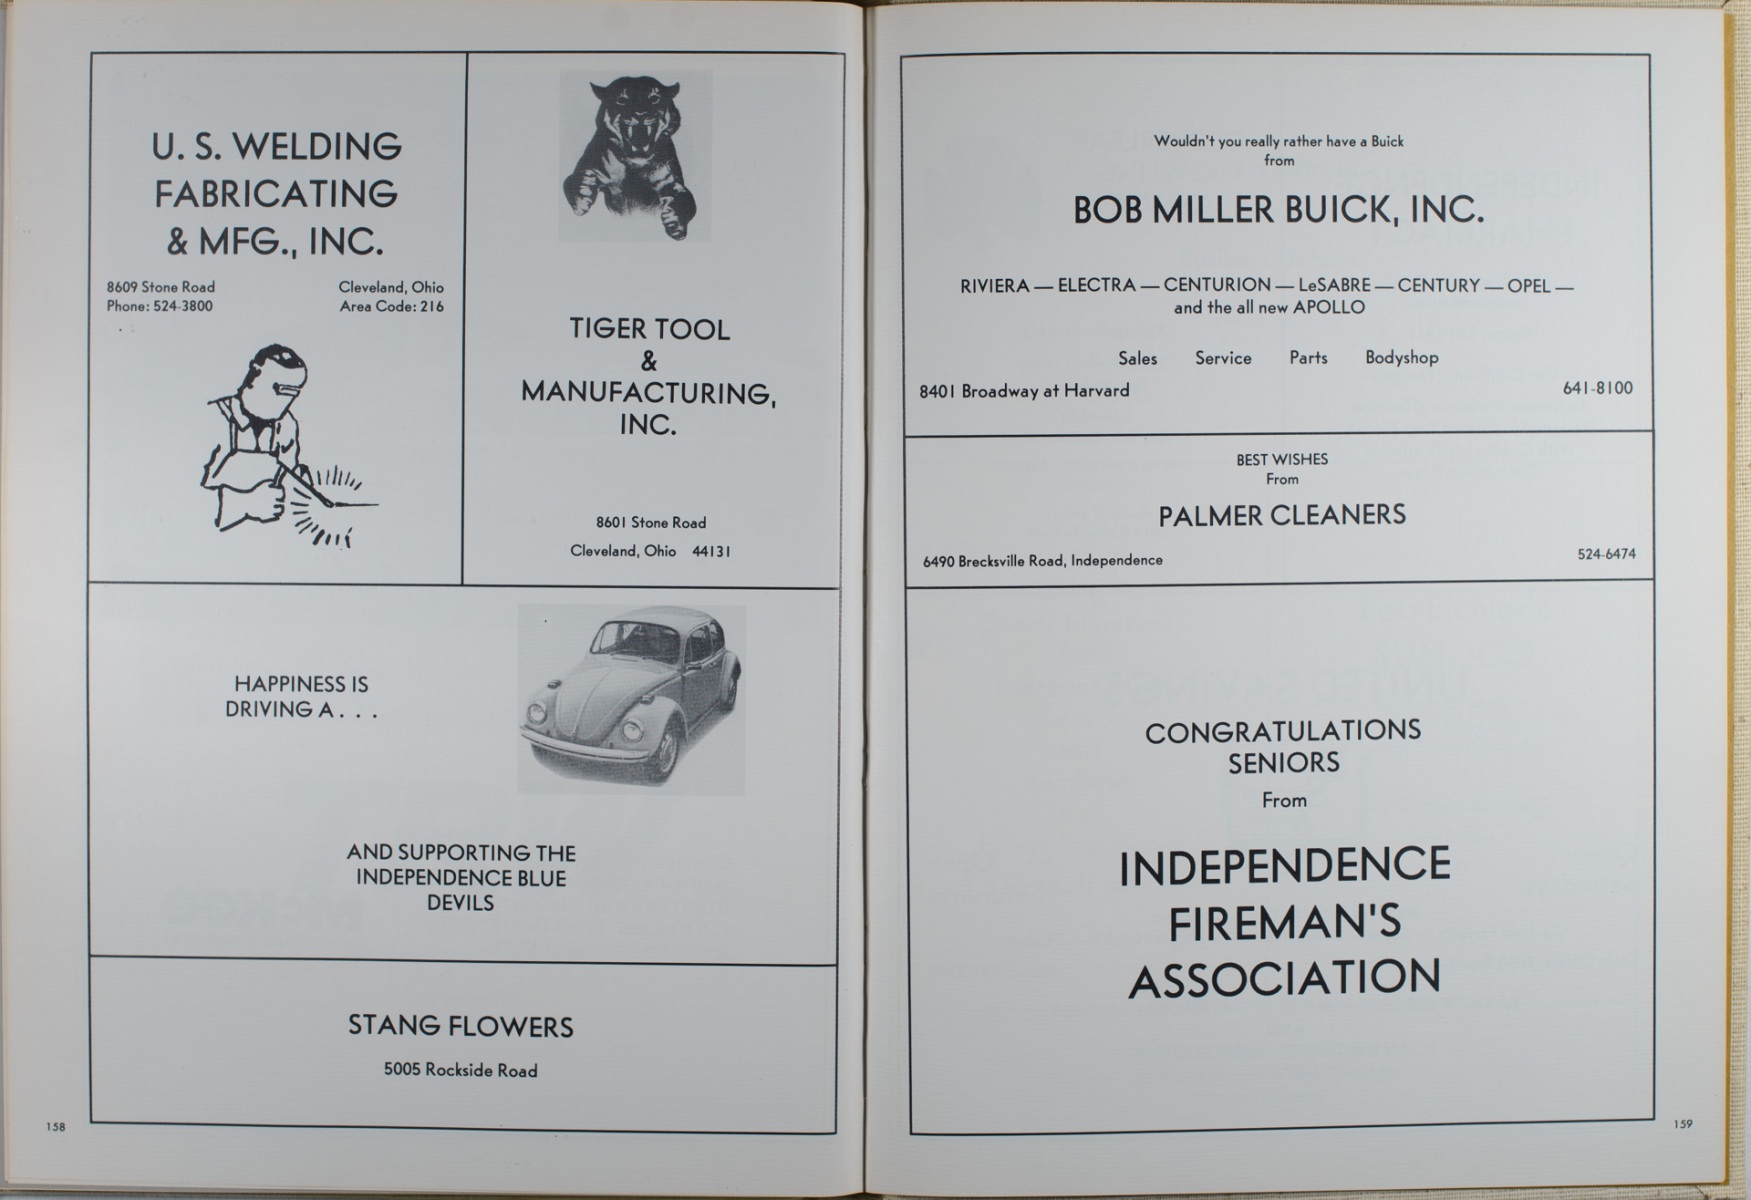 U. S. WELDING
FABRICATING
& MFG., INC.
8609 Stone Road Cleveland, Ohio
Phone: 524-3800 Area Code: 216
TIGER TOOL
&
MANUFACTURING,
INC.
8601 Stone Road
Cleveland, Ohio 44131
HAPPINESS IS
DRIVING A . . .
AND SUPPORTING THE
INDEPENDENCE BLUE
DEVILS
STANG FLOWERS
5005 Rockside Road
158
Wouldn't you really rather have a Buick
from
BOB MILLER BUICK, INC.
RIVIERA — ELECTRA — CENTURION — LeSABRE — CENTURY — OPEL —
and the all new APOLLO
Sales Service Parts Bodyshop
8401 Broadway at Harvard 641-8100
BEST WISHES
From
PALMER CLEANERS
6490 Brecksville Road, Independence 524-6474
CONGRATULATIONS
SENIORS
From
INDEPENDENCE
FIREMAN'S
ASSOCIATION
159